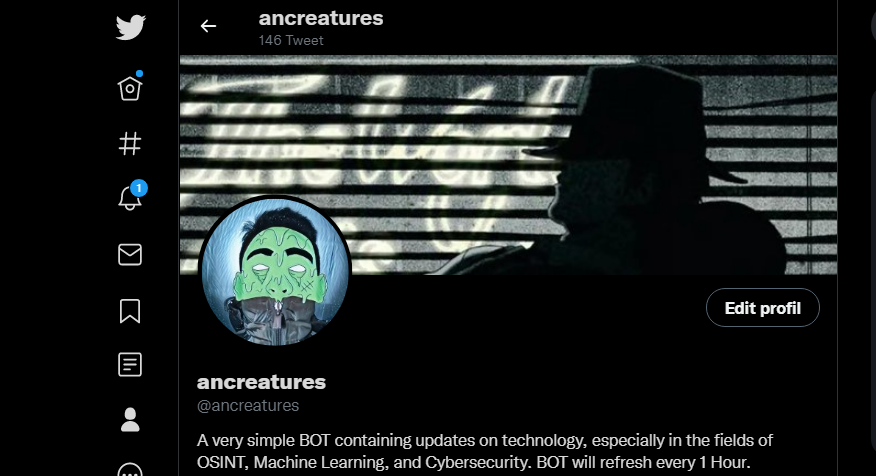 ancreatures
146 Tweet
1
Edit profil
ancreatures
@ancreatures
A very simple BOT containing updates on technology, especially in the fields of
OSINT, Machine Learning, and Cybersecurity. BOT will refresh every 1 Hour.